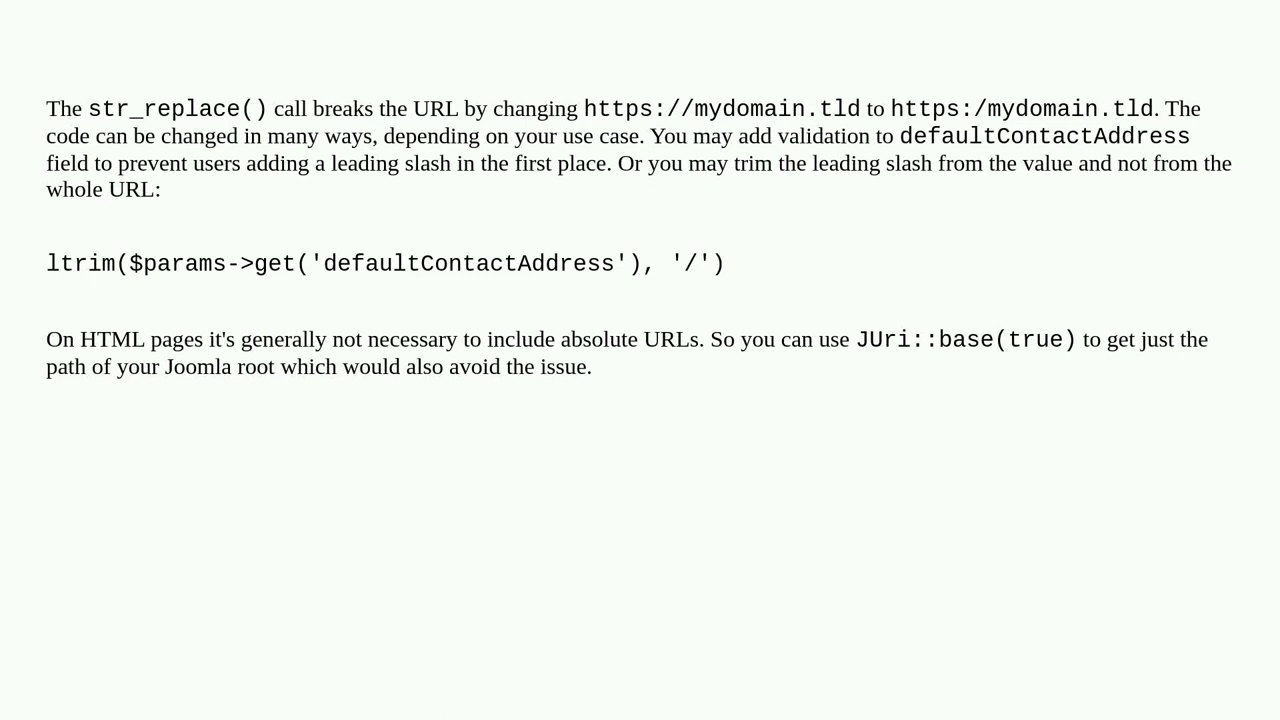 The str_replace() call breaks the URL by changing https://mydomain.tld to https:/mydomain.tld. The
code can be changed in many ways, depending on your use case. You may add validation to defaultContactAddress
field to prevent users adding a leading slash in the first place. Or you may trim the leading slash from the value and not from the
whole URL:
ltrim($params->get('defaultContactAddress'), '/')
On HTML pages it's generally not necessary to include absolute URLs. So you can use JUri::base(true) to get just the
path of your Joomla root which would also avoid the issue.